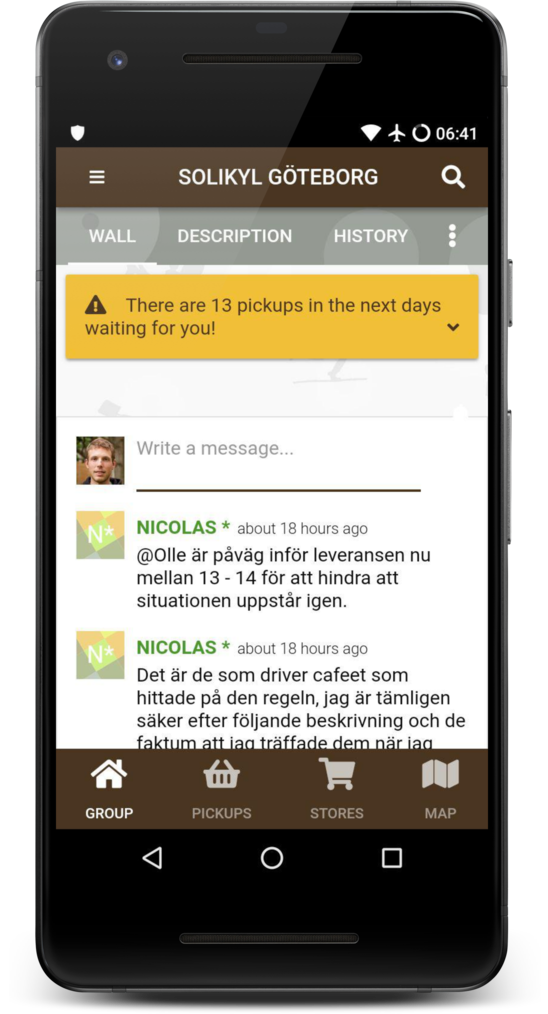 06:41
SOLIKYL GÖTEBORG
WALL DESCRIPTION HISTORY
There are 13 pickups in the next days
waiting for you!
Write a message...
N*
NICOLAS * about 18 hours ago
@Olle är påväg inför leveransen nu
mellan 13 - 14 för att hindra att
situationen uppstår igen.
N*
NICOLAS * about 18 hours ago
Det är de som driver cafeet som
hittade på den regeln, jag är tämligen
säker efter följande beskrivning och de
faktum att jag träffade dem när jag
GROUP PICKUPS STORES MAP